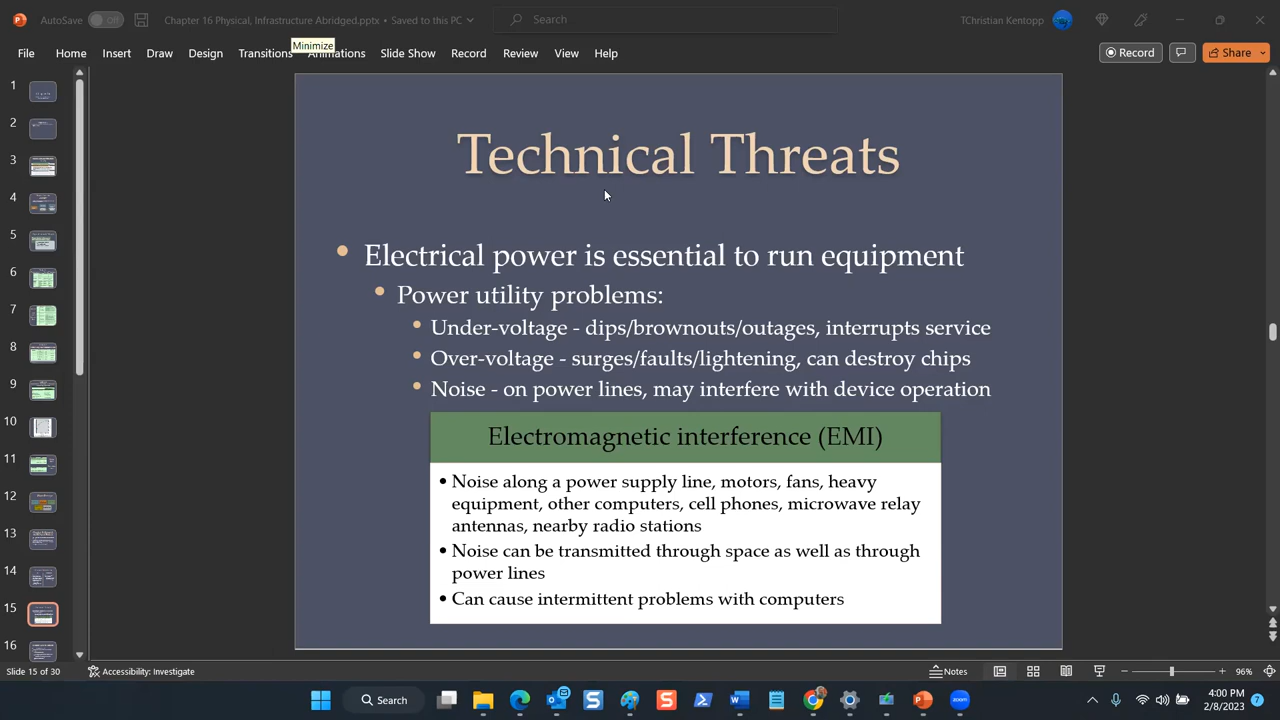 AutoSave Off Chapter 16 Physical, Infrastructure Abridged.pptx • Saved to this PC Search TChristian Kentopp
Minimize
File Home Insert Draw Design Transitions Animations Slide Show Record Review View Help Record Share
1
2
3
4
5
6
7
8
9
10
11
12
13
14
15
16
Technical Threats
• Electrical power is essential to run equipment
• Power utility problems:
• Under-voltage - dips/brownouts/outages, interrupts service
• Over-voltage - surges/faults/lightening, can destroy chips
• Noise - on power lines, may interfere with device operation
Electromagnetic interference (EMI)
• Noise along a power supply line, motors, fans, heavy
equipment, other computers, cell phones, microwave relay
antennas, nearby radio stations
• Noise can be transmitted through space as well as through
power lines
• Can cause intermittent problems with computers
Slide 15 of 30 Accessibility: Investigate Notes 96%
Search zoom 4:00 PM
2/8/2023 7